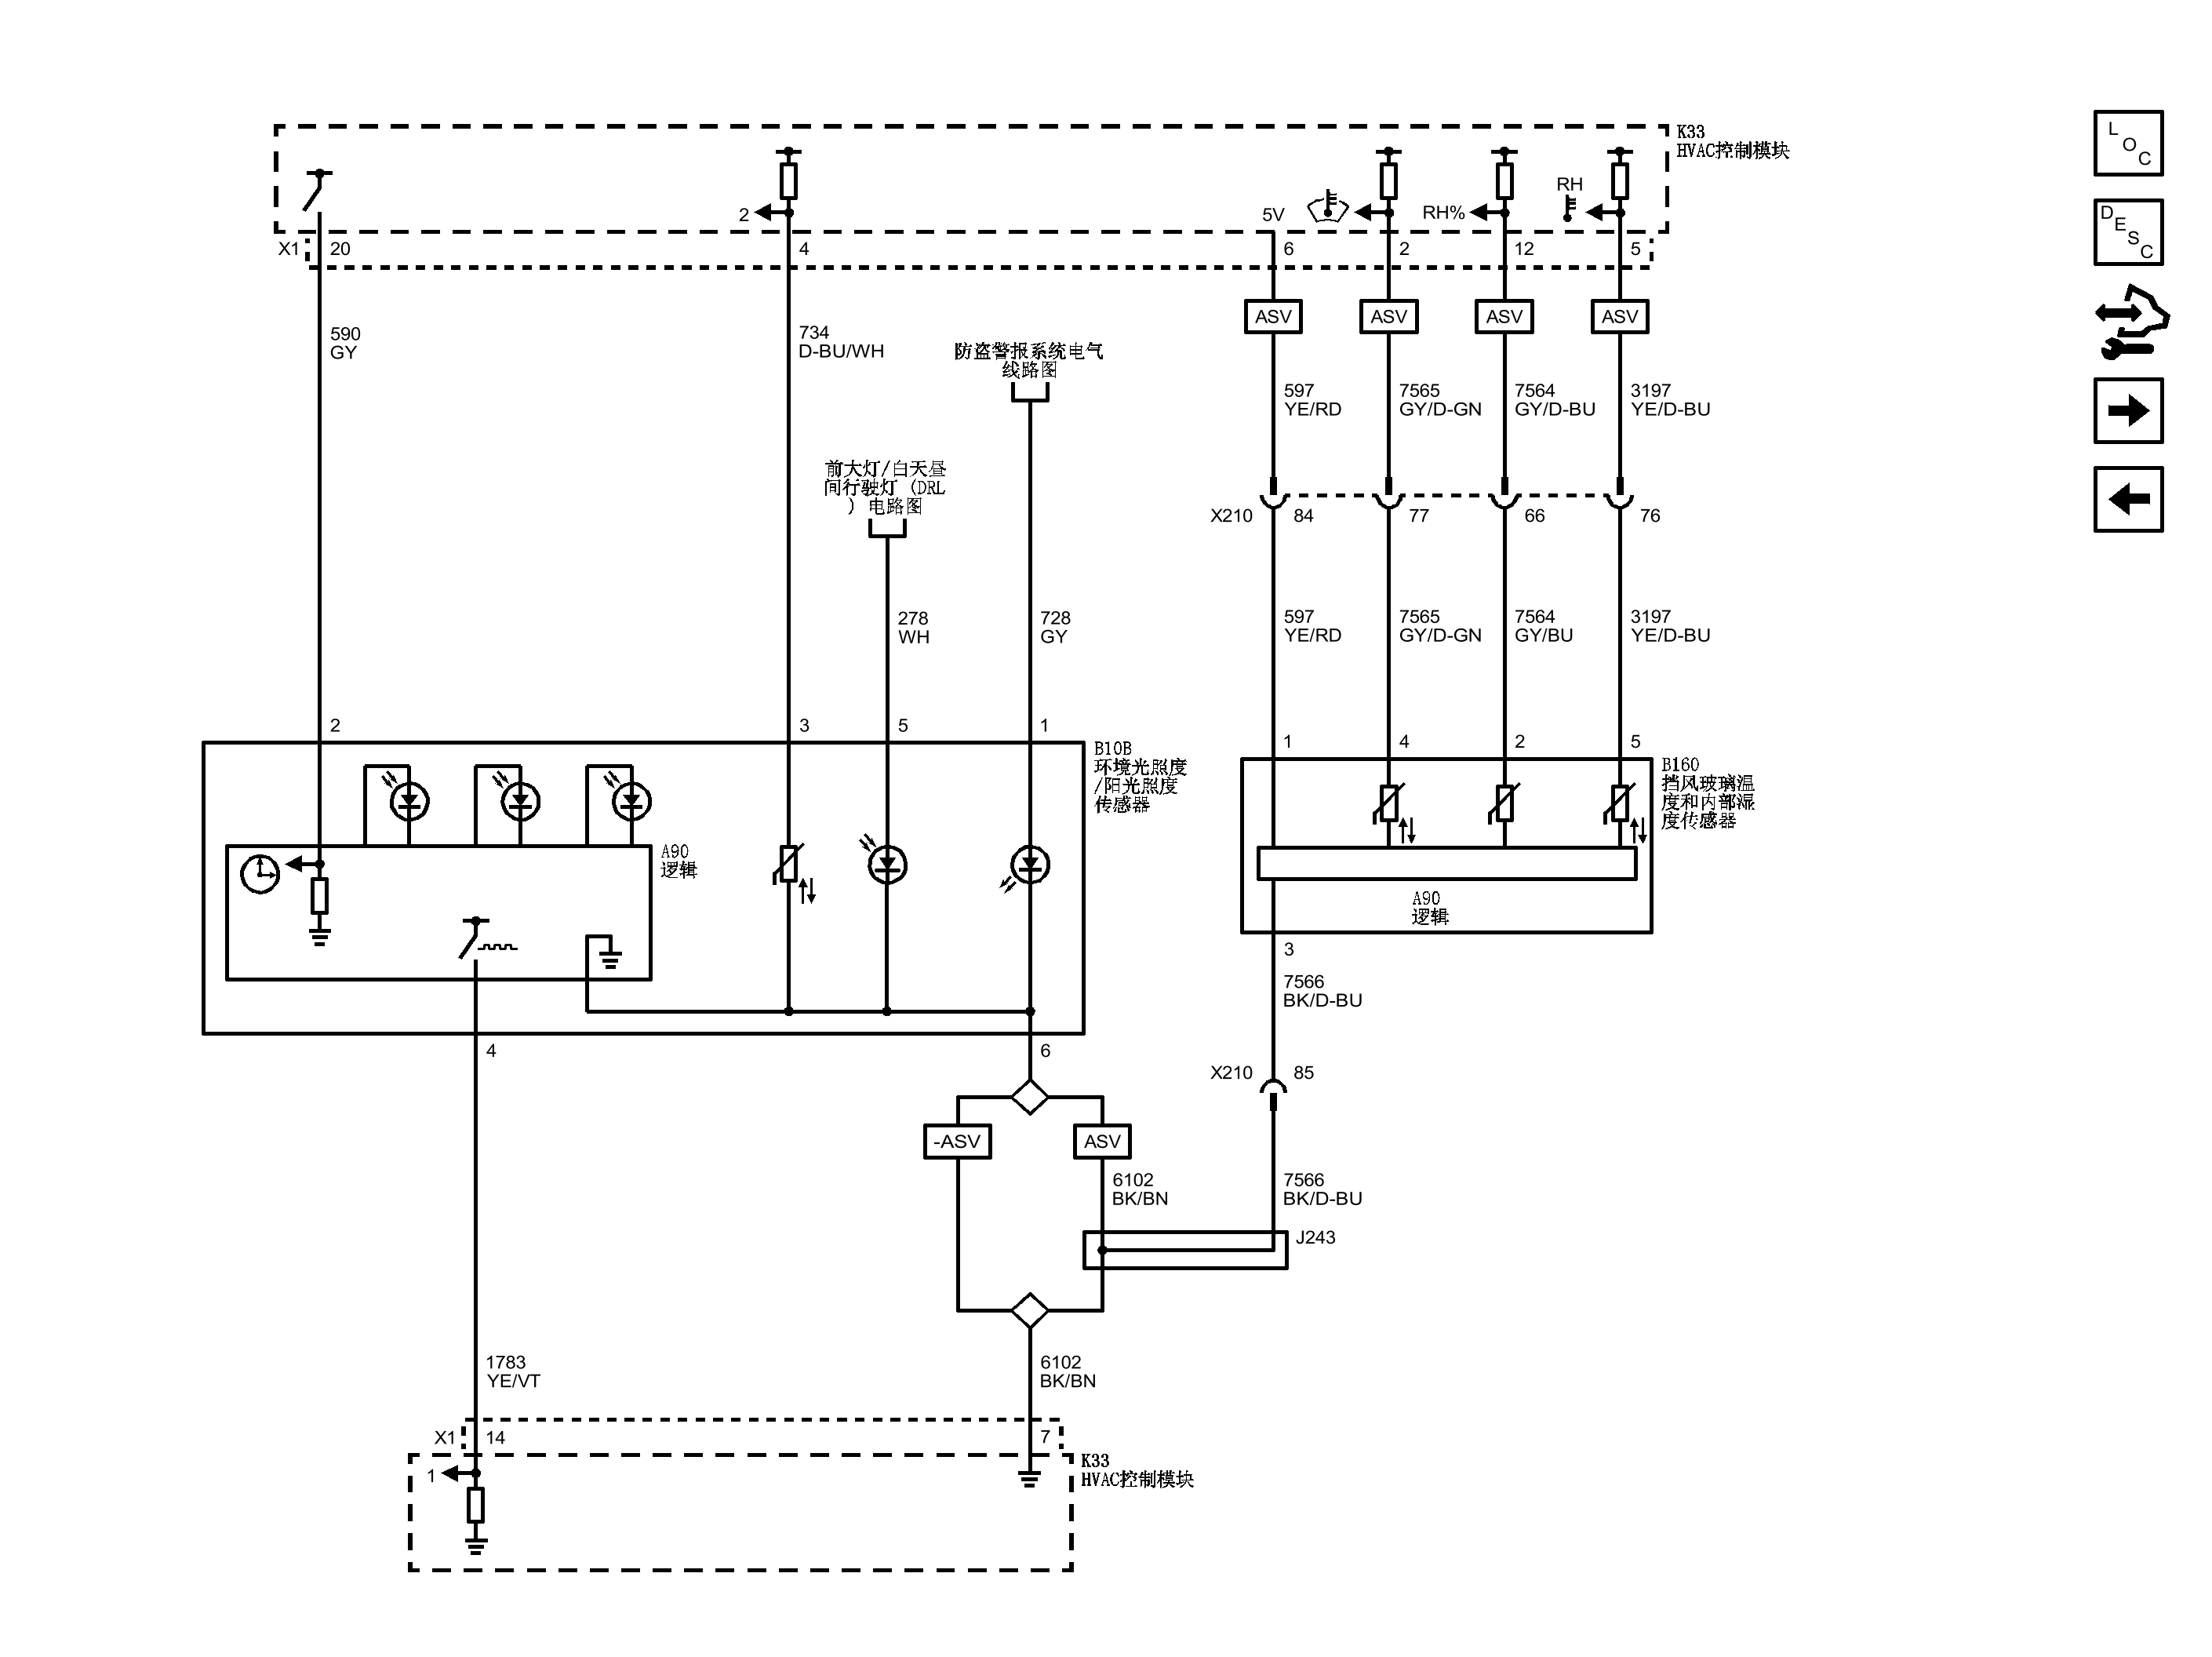 K33
HVAC控制模块
2
5V
RH%
RH
X1
20
4
6
2
12
5
ASV
ASV
ASV
ASV
590
GY
734
D-BU/WH
防盗警报系统电气
线路图
597
YE/RD
7565
GY/D-GN
7564
GY/D-BU
3197
YE/D-BU
前大灯/白天昼
间行驶灯 (DRL
) 电路图
X210
84
77
66
76
278
WH
728
GY
597
YE/RD
7565
GY/D-GN
7564
GY/BU
3197
YE/D-BU
2
3
5
1
1
4
2
5
B10B
环境光照度
/阳光照度
传感器
B160
挡风玻璃温
度和内部湿
度传感器
A90
逻辑
A90
逻辑
3
7566
BK/D-BU
4
6
X210
85
-ASV
ASV
6102
BK/BN
7566
BK/D-BU
J243
1783
YE/VT
6102
BK/BN
X1
14
7
1
K33
HVAC控制模块
LOC
DESC